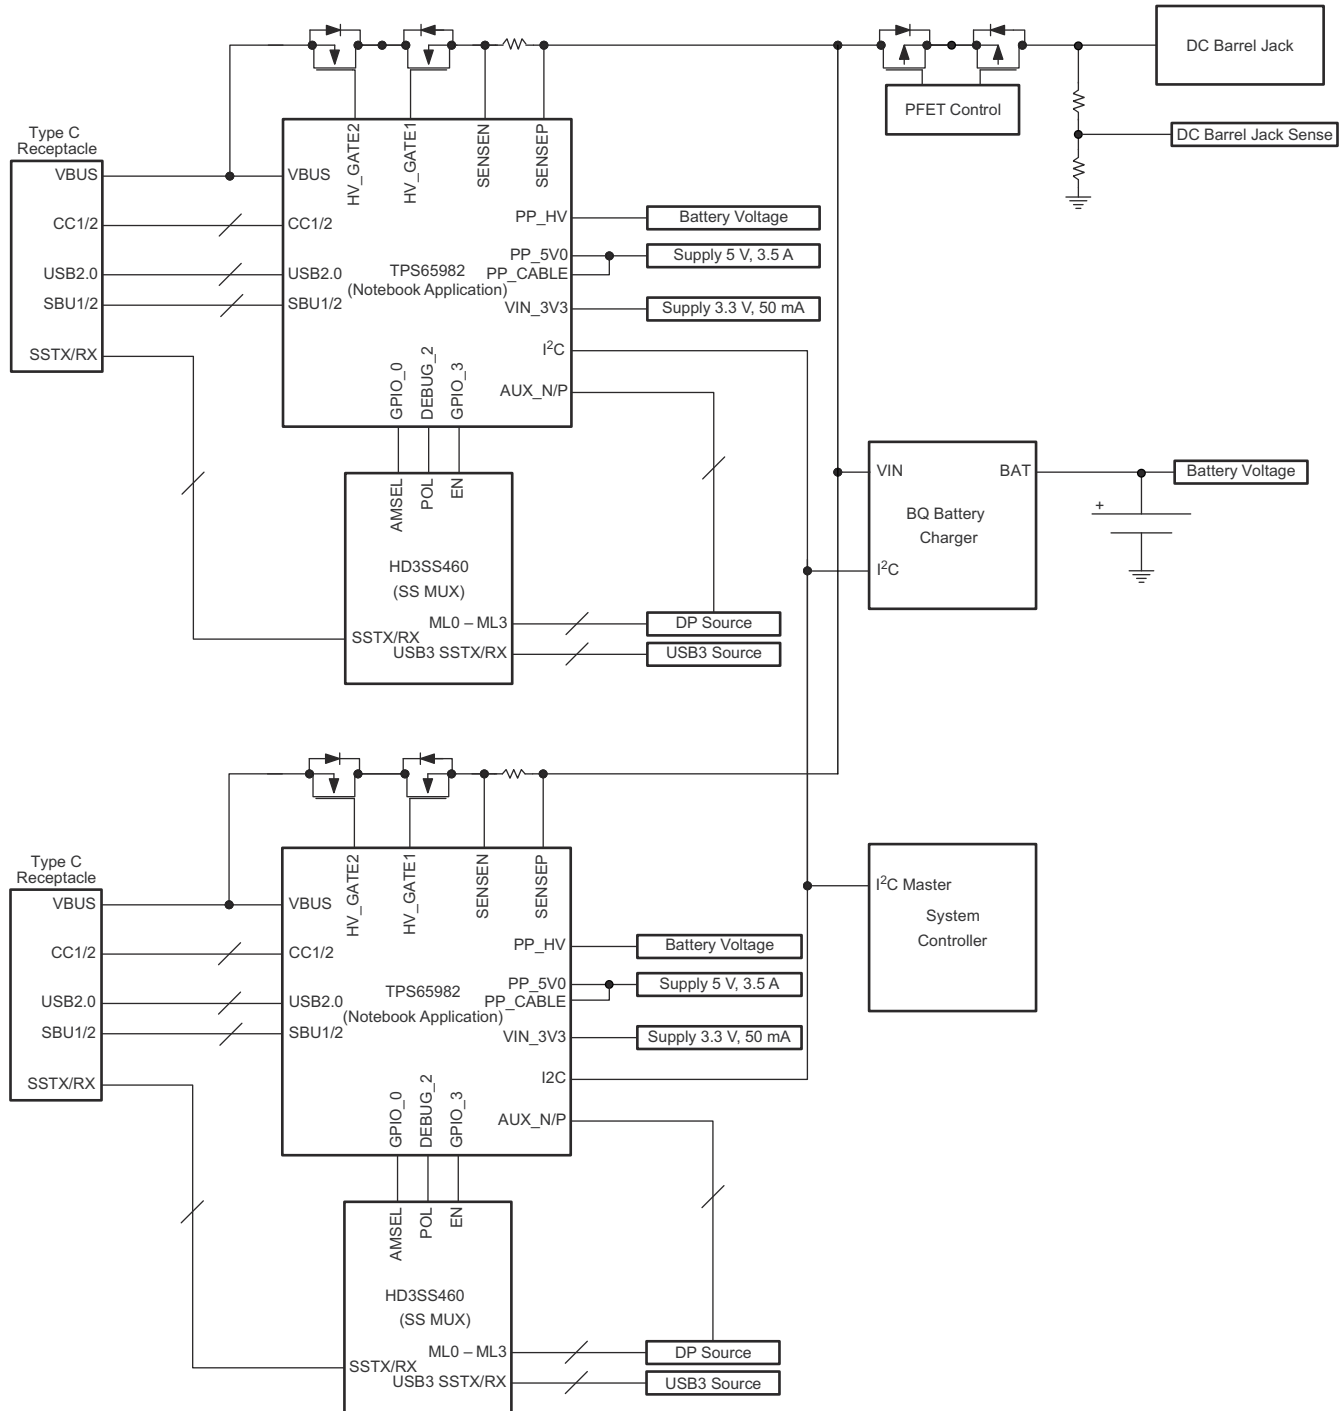 DC Barrel Jack
PFET Control
DC Barrel Jack Sense
Type C
Receptacle
VBUS
CC1/2
USB2.0
SBU1/2
SSTX/RX
HV_GATE2
HV_GATE1
SENSEN
SENSEP
VBUS
CC1/2
USB2.0
SBU1/2
TPS65982
(Notebook Application)
PP_HV
PP_5V0
PP_CABLE
VIN_3V3
I²C
AUX_N/P
GPIO_0
DEBUG_2
GPIO_3
Battery Voltage
Supply 5 V, 3.5 A
Supply 3.3 V, 50 mA
AMSEL
POL
EN
HD3SS460
(SS MUX)
ML0 – ML3
SSTX/RX
USB3 SSTX/RX
DP Source
USB3 Source
VIN
BAT
BQ Battery
Charger
I²C
Battery Voltage
+
Type C
Receptacle
VBUS
CC1/2
USB2.0
SBU1/2
SSTX/RX
HV_GATE2
HV_GATE1
SENSEN
SENSEP
VBUS
CC1/2
USB2.0
SBU1/2
TPS65982
(Notebook Application)
PP_HV
PP_5V0
PP_CABLE
VIN_3V3
I2C
AUX_N/P
GPIO_0
DEBUG_2
GPIO_3
Battery Voltage
Supply 5 V, 3.5 A
Supply 3.3 V, 50 mA
I²C Master
System
Controller
AMSEL
POL
EN
HD3SS460
(SS MUX)
ML0 – ML3
SSTX/RX
USB3 SSTX/RX
DP Source
USB3 Source